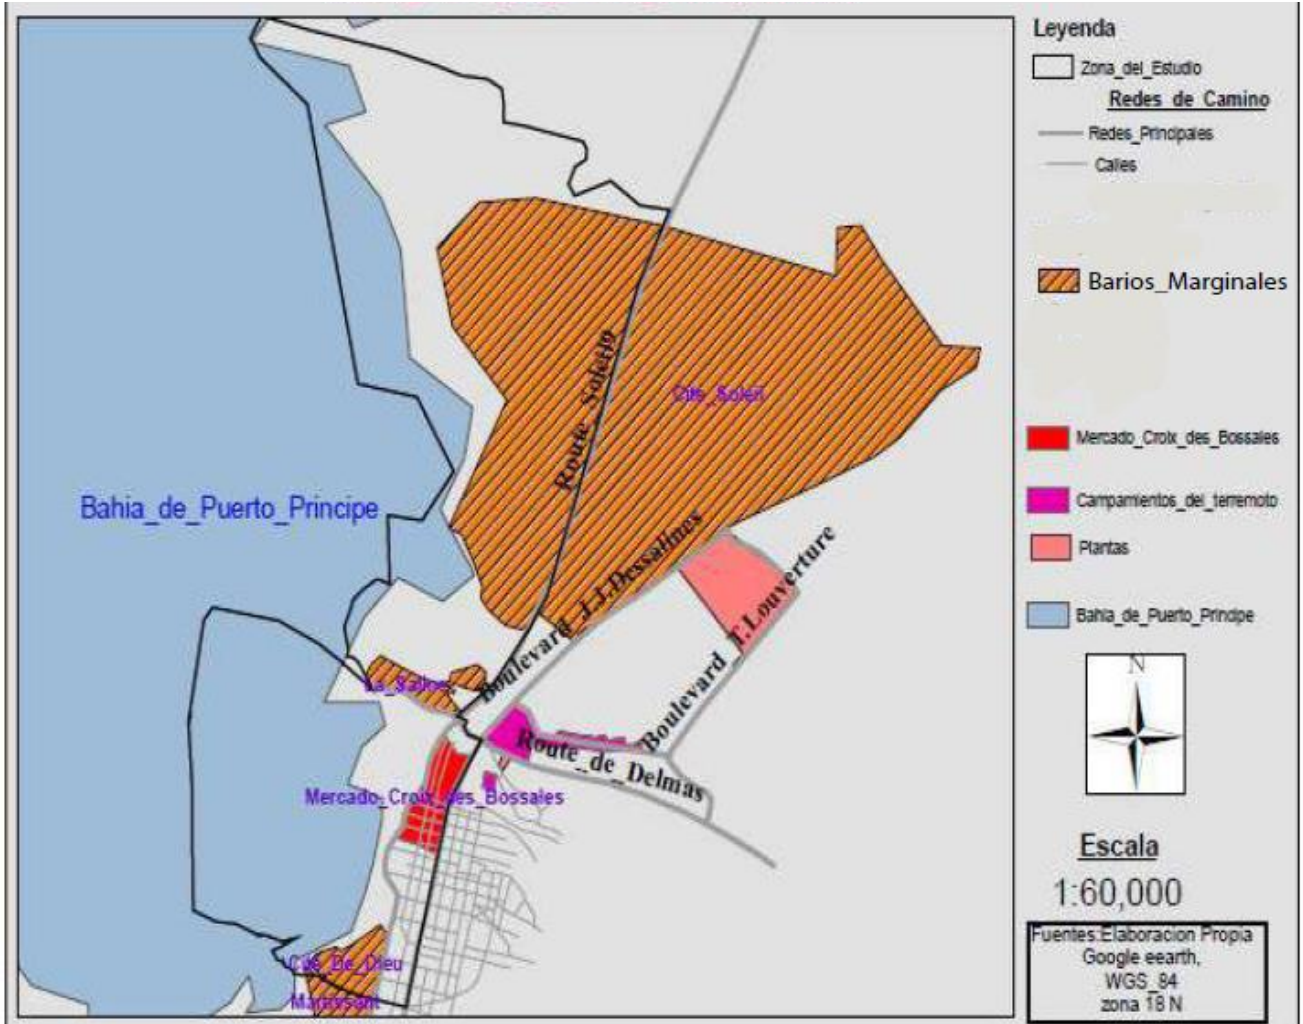 Leyenda
Zona_del_Estudio
Redes_de_Camino
Redes_Principales
Calles
Barios_Marginales
Mercado_Croix_des_Bossales
Campamientos_del_terremoto
Plantas
Bahia_de_Puerto_Principe
N
Escala
1:60,000
Fuentes:Elaboracion Propia
Google eearth,
WGS_84
zona 18 N
Route_Soleil9
Cite_Soleil
Bahia_de_Puerto_Principe
Boulevard_J.J.Dessalines
Boulevard_T.Louverture
Route_de_Delmas
Mercado_Croix_des_Bossales
Cite_De_Dieu